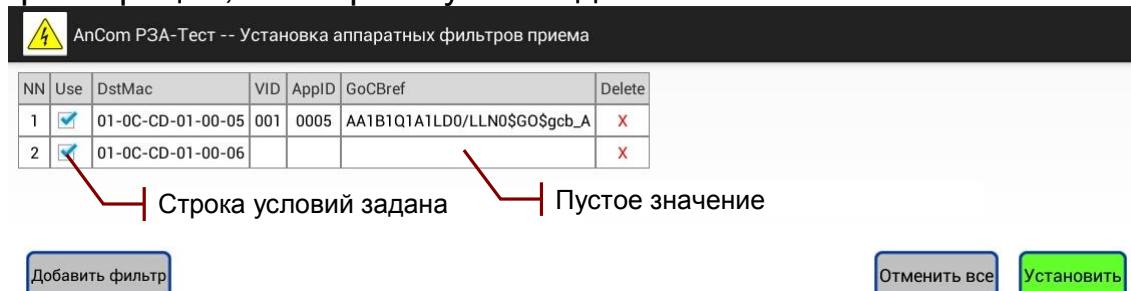 AnCom РЗА-Тест -- Установка аппаратных фильтров приема
NN Use DstMac VID AppID GoCBref Delete
1 01-0C-CD-01-00-05 001 0005 AA1B1Q1A1LD0/LLN0$GO$gcb_A X
2 01-0C-CD-01-00-06 X
Строка условий задана Пустое значение
Добавить фильтр Отменить все Установить